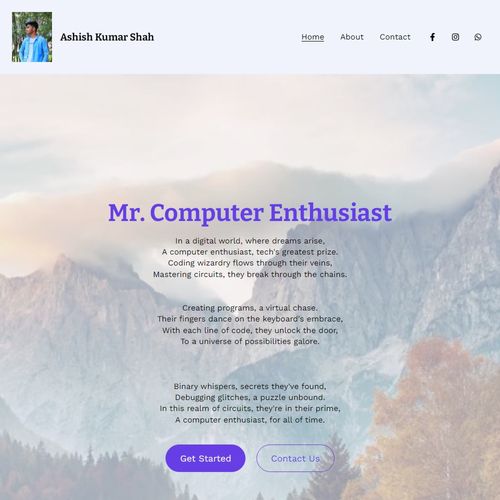 Ashish Kumar Shah
Home About Contact
Mr. Computer Enthusiast
In a digital world, where dreams arise,
A computer enthusiast, tech's greatest prize.
Coding wizardry flows through their veins,
Mastering circuits, they break through the chains.
Creating programs, a virtual chase.
Their fingers dance on the keyboard's embrace,
With each line of code, they unlock the door,
To a universe of possibilities galore.
Binary whispers, secrets they've found,
Debugging glitches, a puzzle unbound.
In this realm of circuits, they're in their prime,
A computer enthusiast, for all of time.
Get Started Contact Us